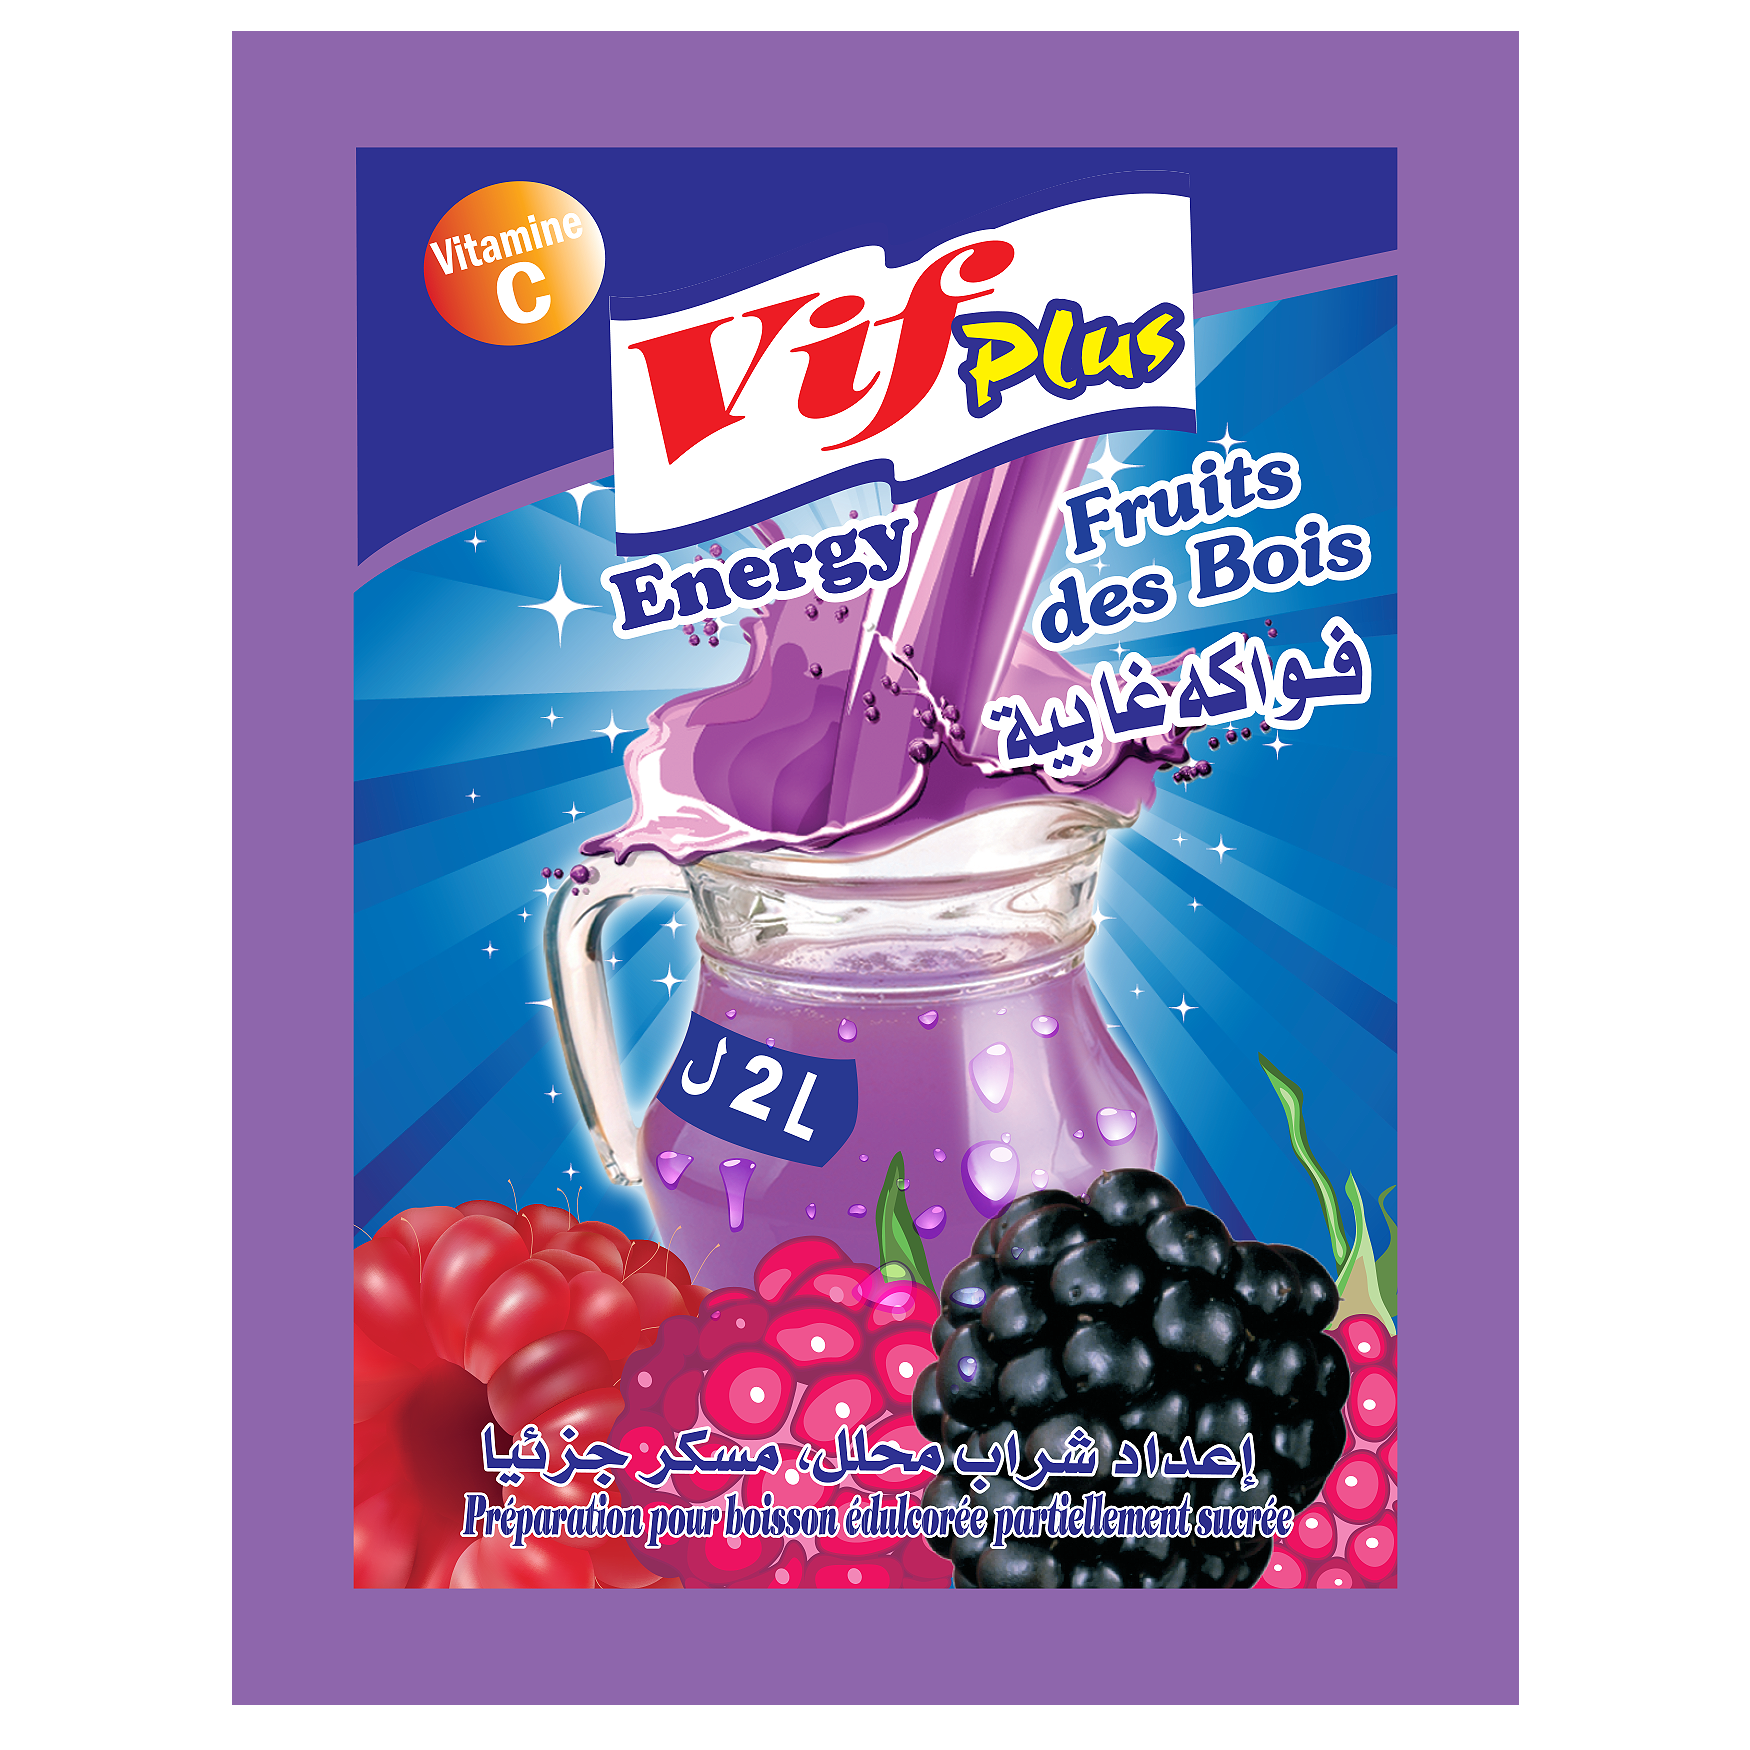 Vitamine
C
Vif Plus
Energy
Fruits
des Bois
فواكه غابية
ل 2L
إعداد شراب محلل، مسكر جزئيا
Préparation pour boisson édulcorée partiellement sucrée